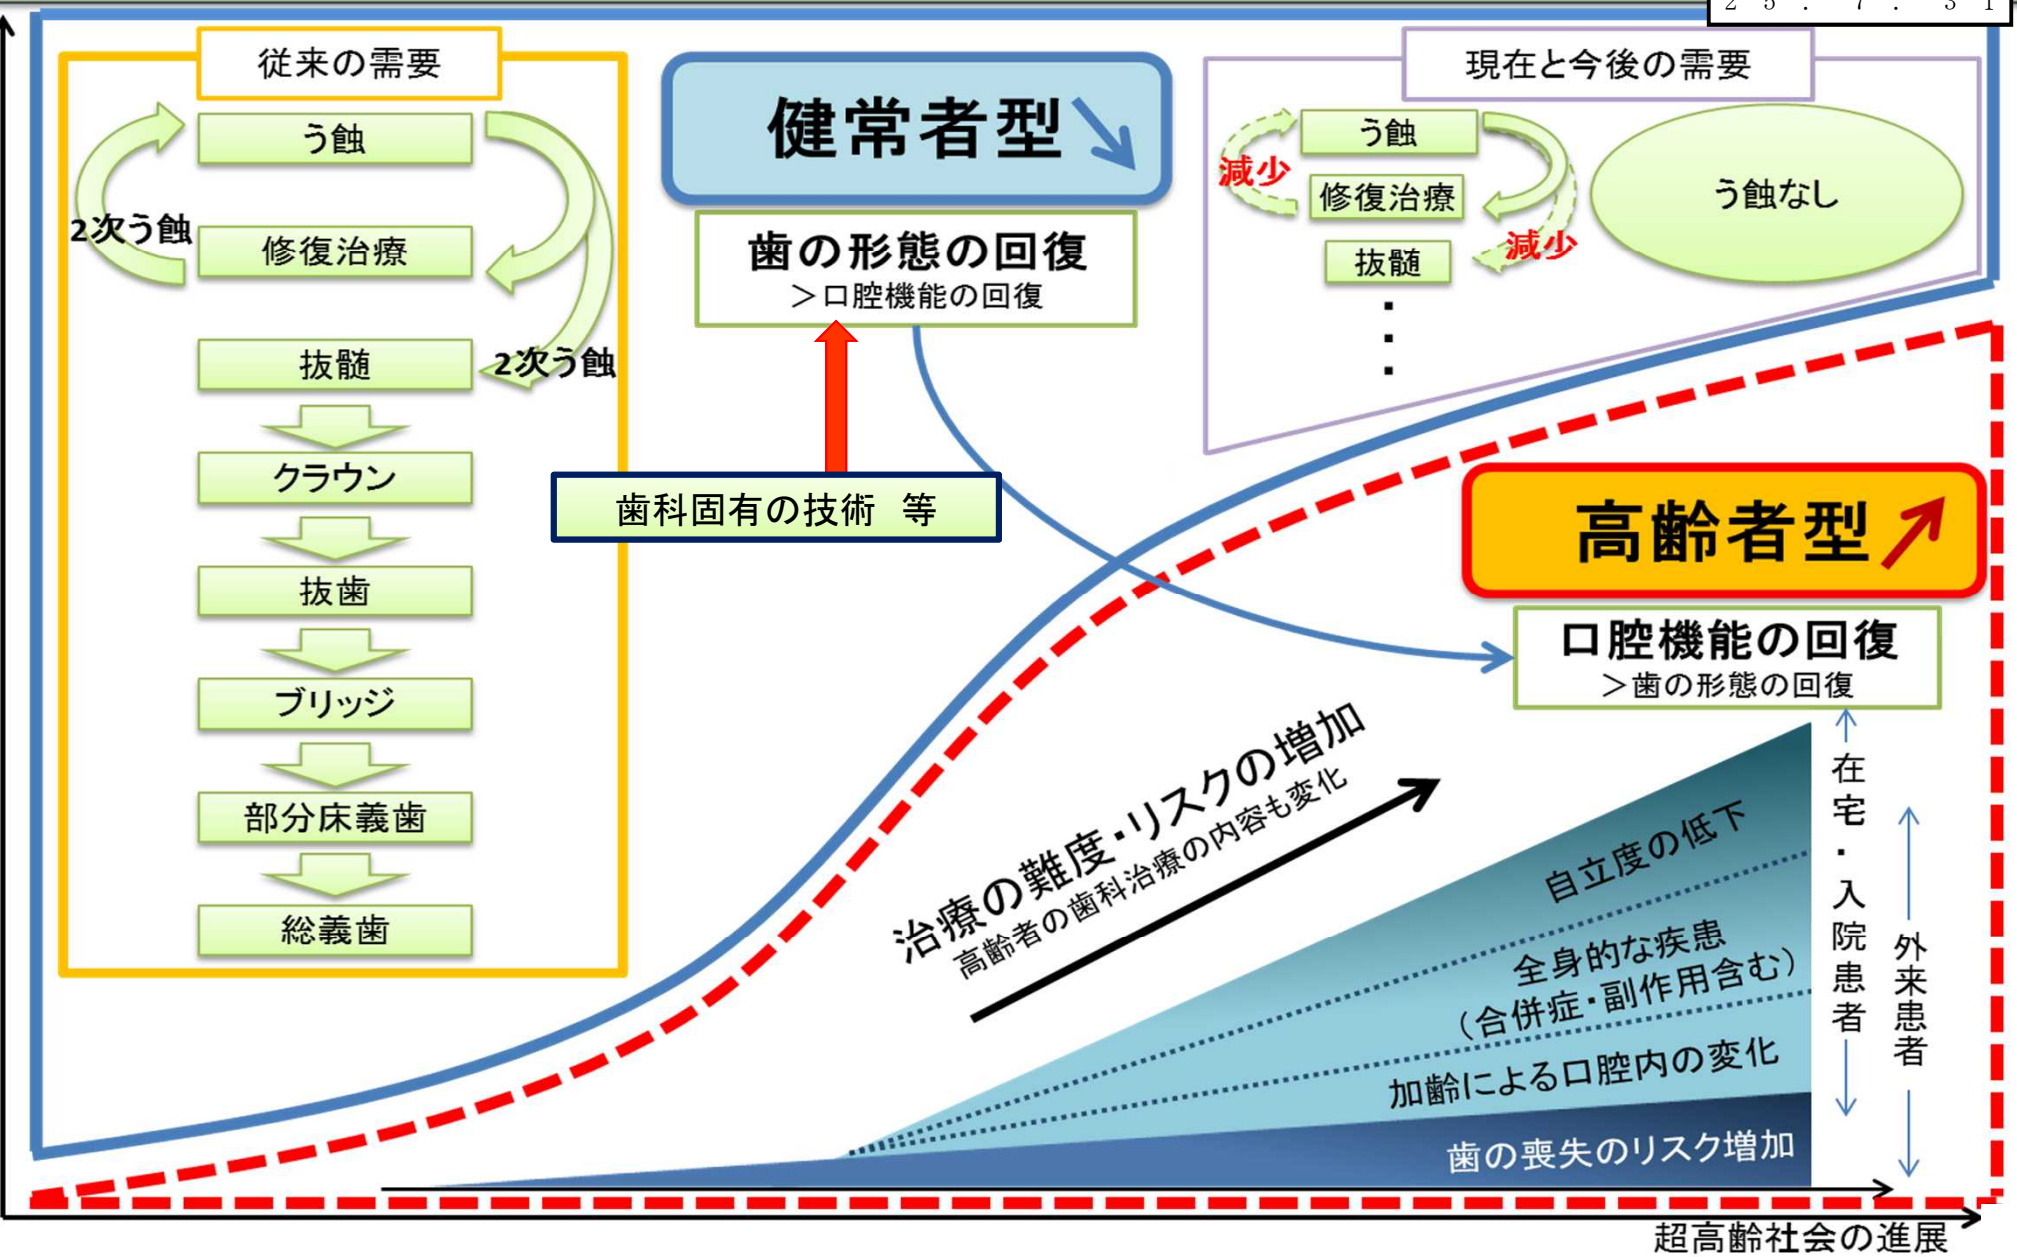 ２５．７．３１
従来の需要
う蝕
2次う蝕
修復治療
抜髄
2次う蝕
クラウン
抜歯
ブリッジ
部分床義歯
総義歯
健常者型
歯の形態の回復
＞口腔機能の回復
歯科固有の技術　等
現在と今後の需要
う蝕
減少
修復治療
減少
抜髄
・
・
・
う蝕なし
高齢者型
口腔機能の回復
＞歯の形態の回復
治療の難度・リスクの増加
高齢者の歯科治療の内容も変化
自立度の低下
全身的な疾患
（合併症・副作用含む）
加齢による口腔内の変化
歯の喪失のリスク増加
在宅・入院患者
外来患者
超高齢社会の進展